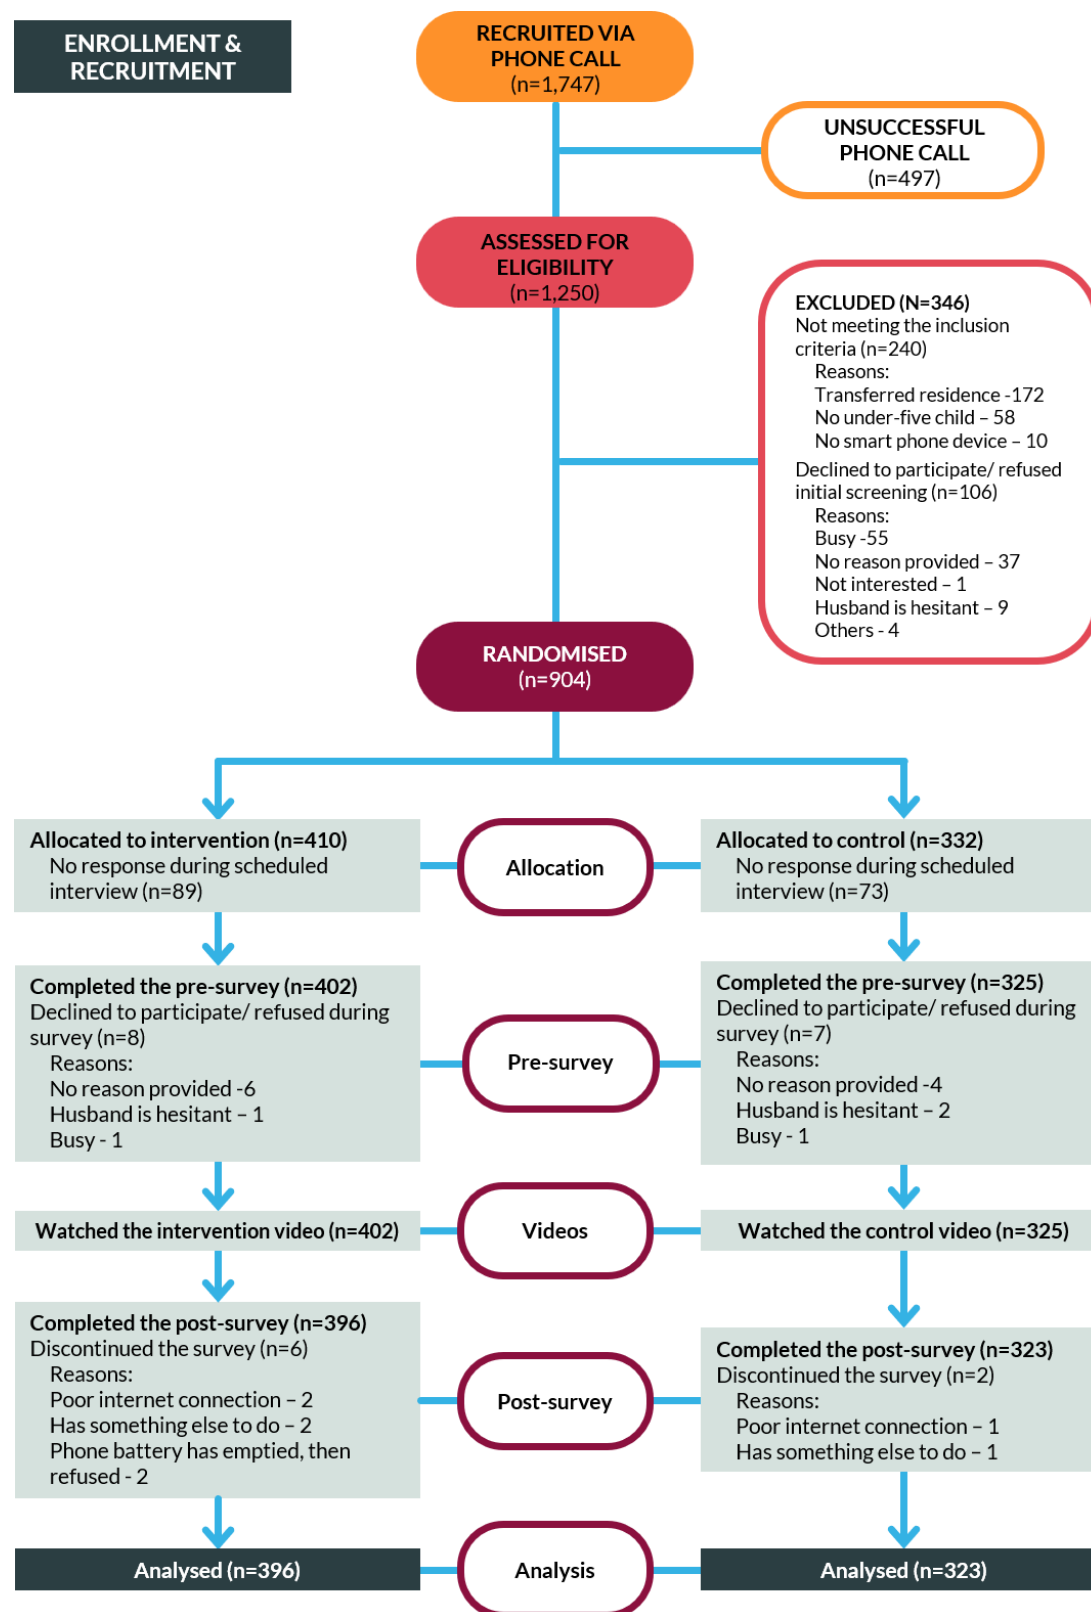 ENROLLMENT &
RECRUITMENT
RECRUITED VIA
PHONE CALL
(n=1,747)
UNSUCCESSFUL
PHONE CALL
(n=497)
ASSESSED FOR
ELIGIBILITY
(n=1,250)
EXCLUDED (N=346)
Not meeting the inclusion
criteria (n=240)
Reasons:
Transferred residence -172
No under-five child – 58
No smart phone device – 10
Declined to participate/ refused
initial screening (n=106)
Reasons:
Busy -55
No reason provided – 37
Not interested – 1
Husband is hesitant – 9
Others - 4
RANDOMISED
(n=904)
Allocated to intervention (n=410)
No response during scheduled
interview (n=89)
Allocation
Allocated to control (n=332)
No response during scheduled
interview (n=73)
Completed the pre-survey (n=402)
Declined to participate/ refused during
survey (n=8)
Reasons:
No reason provided -6
Husband is hesitant – 1
Busy - 1
Pre-survey
Completed the pre-survey (n=325)
Declined to participate/ refused during
survey (n=7)
Reasons:
No reason provided -4
Husband is hesitant – 2
Busy - 1
Watched the intervention video (n=402)
Videos
Watched the control video (n=325)
Completed the post-survey (n=396)
Discontinued the survey (n=6)
Reasons:
Poor internet connection – 2
Has something else to do – 2
Phone battery has emptied, then
refused - 2
Post-survey
Completed the post-survey (n=323)
Discontinued the survey (n=2)
Reasons:
Poor internet connection – 1
Has something else to do – 1
Analysed (n=396)
Analysis
Analysed (n=323)